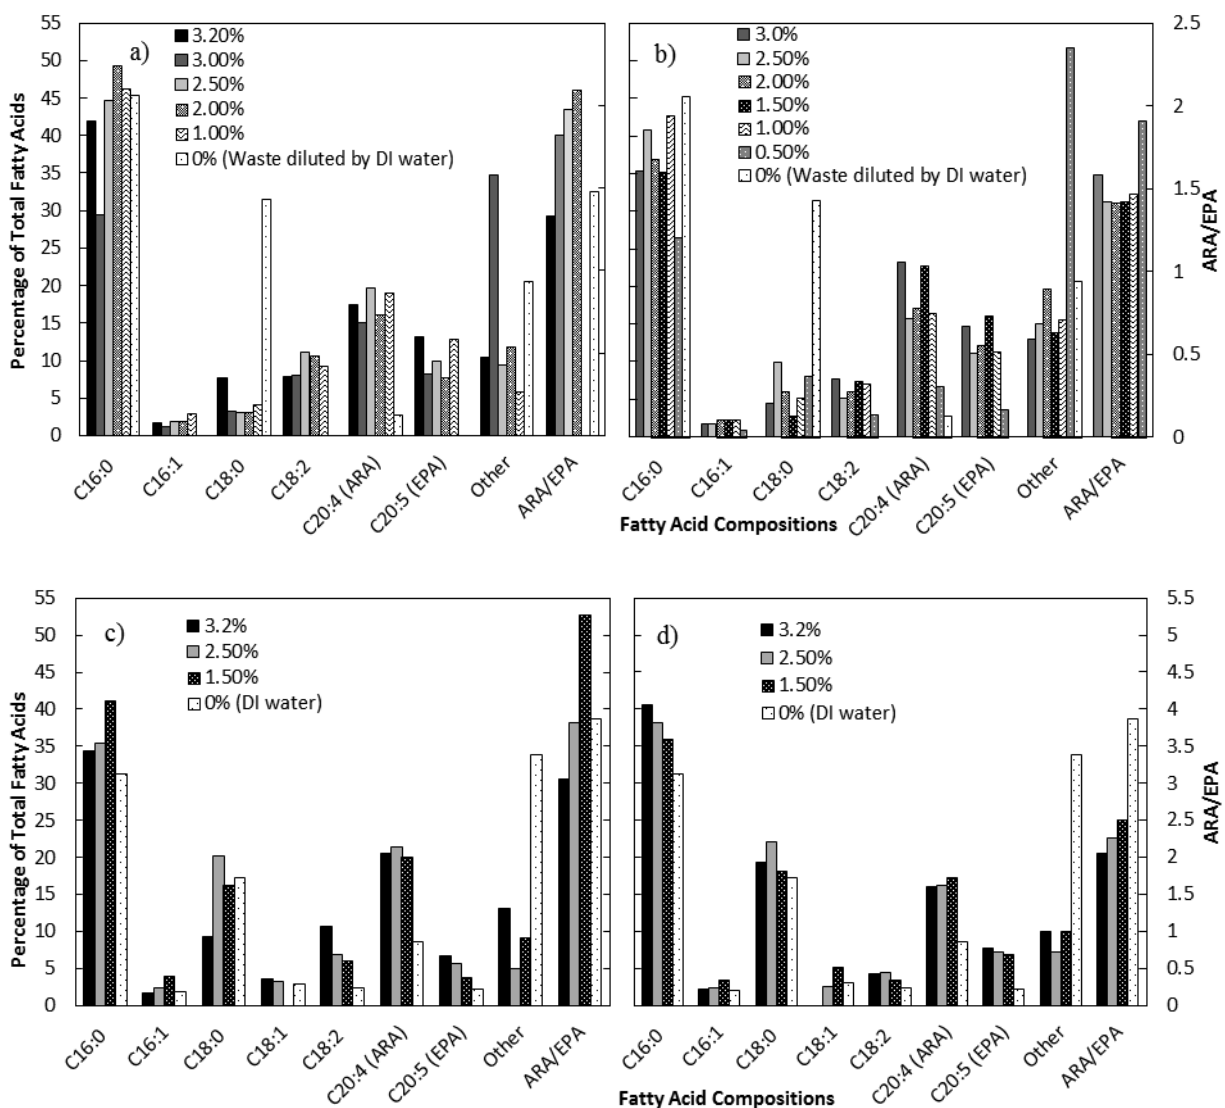 a)
3.20%
3.00%
2.50%
2.00%
1.00%
0% (Waste diluted by DI water)
55
50
45
40
35
30
25
20
15
10
5
0
Percentage of Total Fatty Acids
C16:0
C16:1
C18:0
C18:2
C20:4 (ARA)
C20:5 (EPA)
Other
ARA/EPA
b)
3.0%
2.50%
2.00%
1.50%
1.00%
0.50%
0% (Waste diluted by DI water)
2.5
2
1.5
1
0.5
0
ARA/EPA
C16:0
C16:1
C18:0
C18:2
C20:4 (ARA)
C20:5 (EPA)
Other
ARA/EPA
Fatty Acid Compositions
c)
3.2%
2.50%
1.50%
0% (DI water)
55
50
45
40
35
30
25
20
15
10
5
0
Percentage of Total Fatty Acids
C16:0
C16:1
C18:0
C18:1
C18:2
C20:4 (ARA)
C20:5 (EPA)
Other
ARA/EPA
d)
3.2%
2.50%
1.50%
0% (DI water)
5.5
5
4.5
4
3.5
3
2.5
2
1.5
1
0.5
0
ARA/EPA
C16:0
C16:1
C18:0
C18:1
C18:2
C20:4 (ARA)
C20:5 (EPA)
Other
ARA/EPA
Fatty Acid Compositions